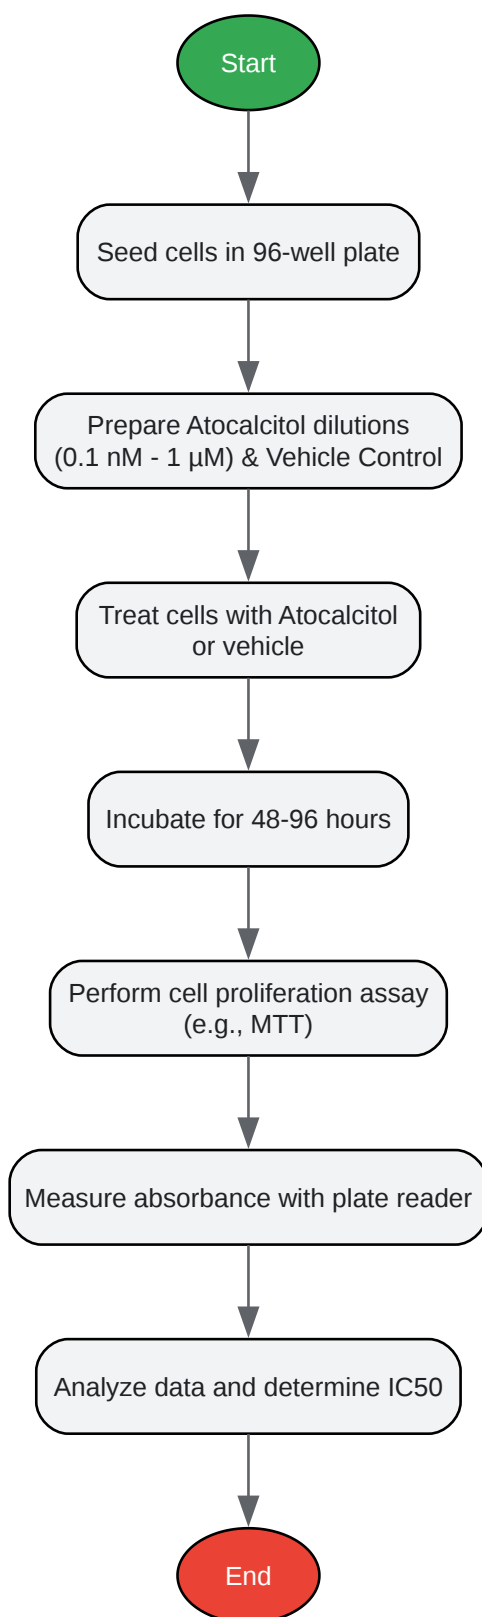 Start
Seed cells in 96-well plate
Prepare Atocalcitol dilutions
(0.1 nM - 1 µM) & Vehicle Control
Treat cells with Atocalcitol
or vehicle
Incubate for 48-96 hours
Perform cell proliferation assay
(e.g., MTT)
Measure absorbance with plate reader
Analyze data and determine IC50
End